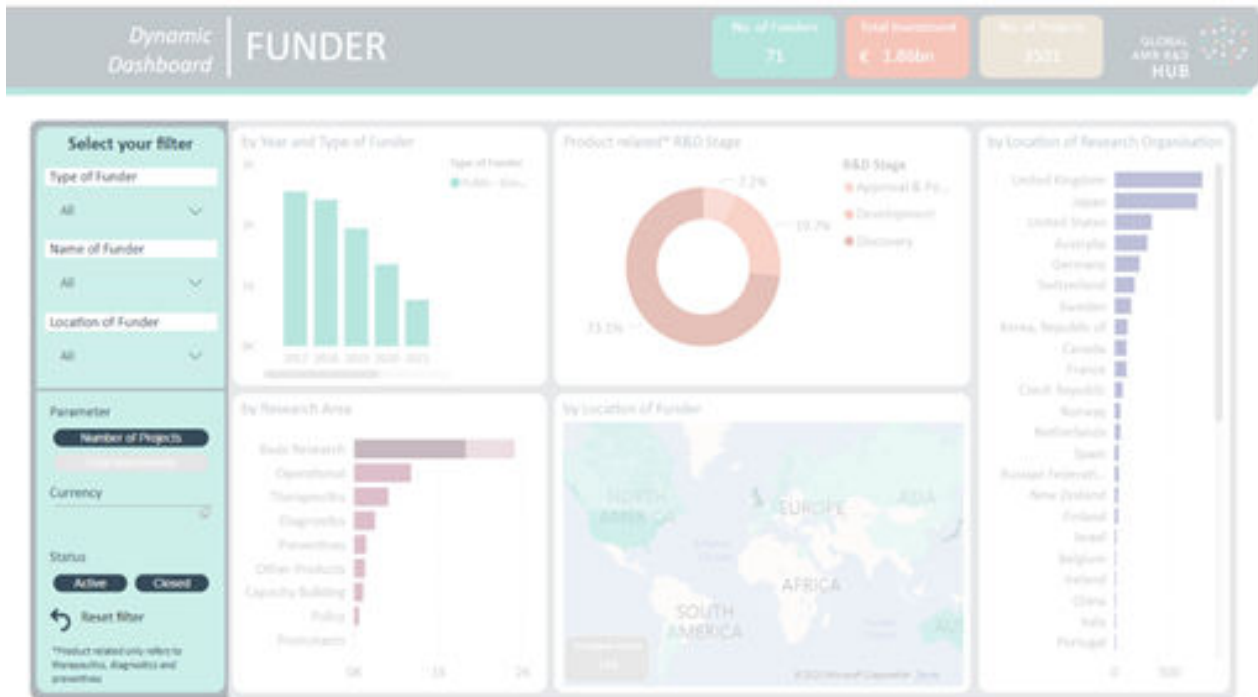 Dynamic
Dashboard
FUNDER
No. of Funders
71
Total Investment
€ 1.86bn
No. of Projects
GLOBAL
AMR R&D
HUB
Select your filter
Type of Funder
All
Name of Funder
All
Location of Funder
All
Parameter
Number of Projects
Currency
Status
Active
Closed
Reset filter
*Product related only refers to
therapeutics, diagnostics and
preventives
by Year and Type of Funder
Type of Funder
2017 2018 2019 2020 2021
Product related* R&D Stage
7.2%
19.7%
73.1%
R&D Stage
Approval & Po...
Development
Discovery
by Location of Research Organisation
United Kingdom
Japan
United States
Australia
Germany
Switzerland
Sweden
Korea, Republic of
Canada
France
Czech Republic
Norway
Netherlands
Spain
Russian Federati...
New Zealand
Finland
Israel
Belgium
Ireland
China
Italy
Portugal
0 500
by Research Area
Basic Research
Operational
Therapeutics
Diagnostics
Preventives
Other Products
Capacity Building
Policy
0K 1K 2K
by Location of Funder
NORTH
AMERICA
EUROPE
ASIA
AFRICA
SOUTH
AMERICA
AU